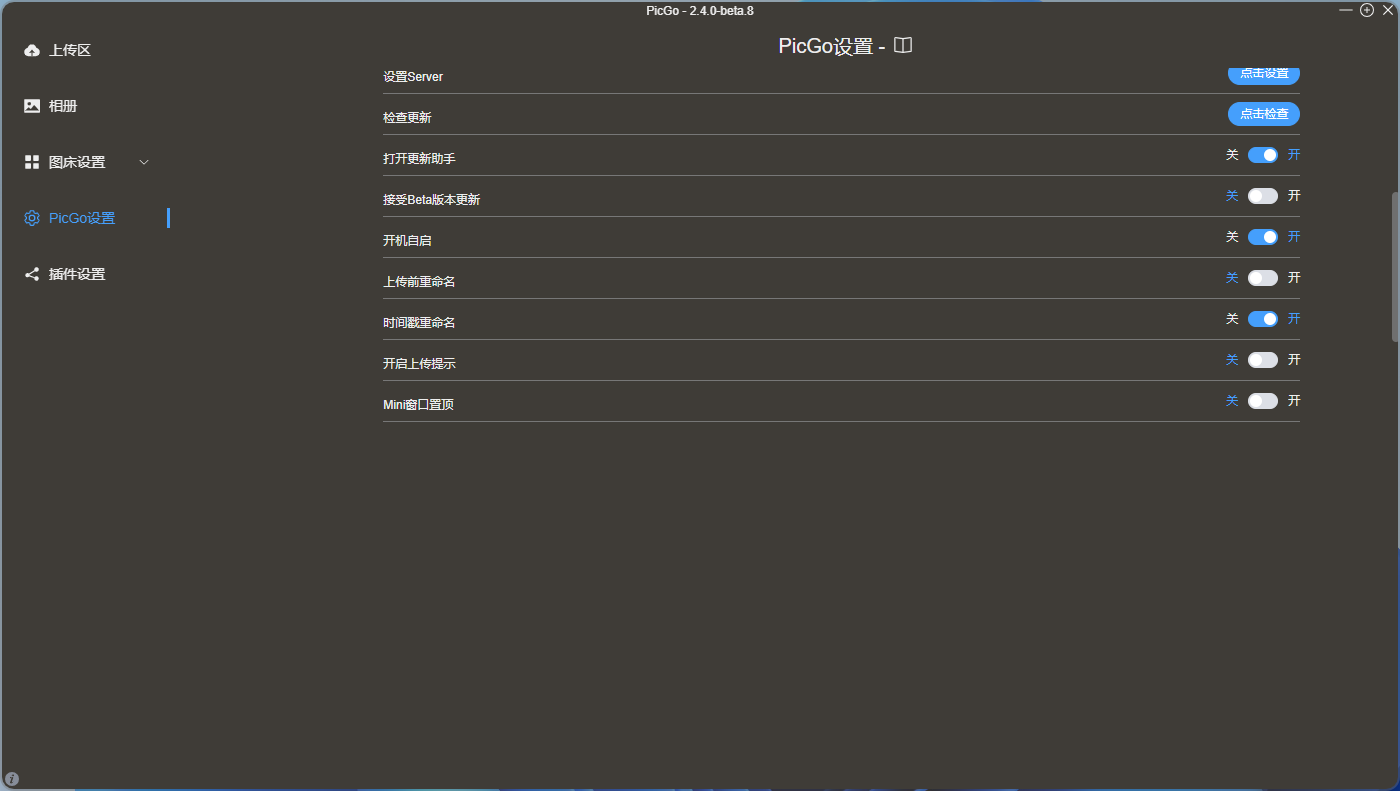 PicGo - 2.4.0-beta.8
上传区
相册
图床设置
PicGo设置
插件设置
PicGo设置 -
设置Server 点击设置
检查更新 点击检查
打开更新助手 关 开
接受Beta版本更新 关 开
开机自启 关 开
上传前重命名 关 开
时间戳重命名 关 开
开启上传提示 关 开
Mini窗口置顶 关 开